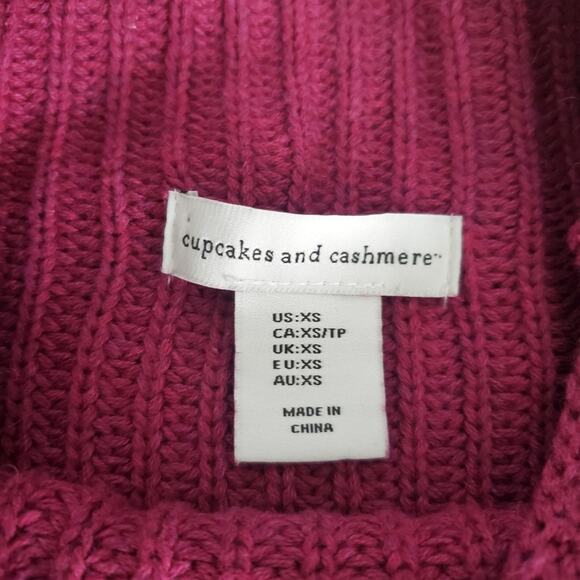 cupcakes and cashmere™
US:XS
CA:XS/TP
UK:XS
EU:XS
AU:XS
MADE IN
CHINA